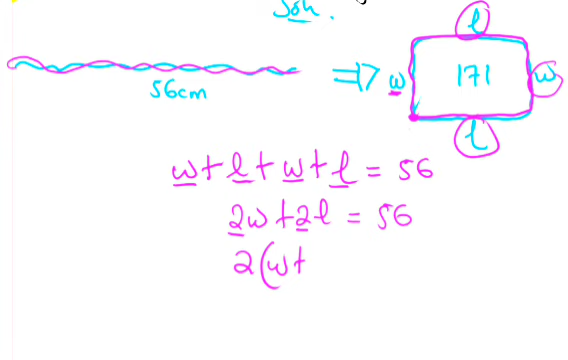 Soln.
l
w 171 w
56cm
⇒
l
w + l + w + l = 56
2w + 2l = 56
2(w +